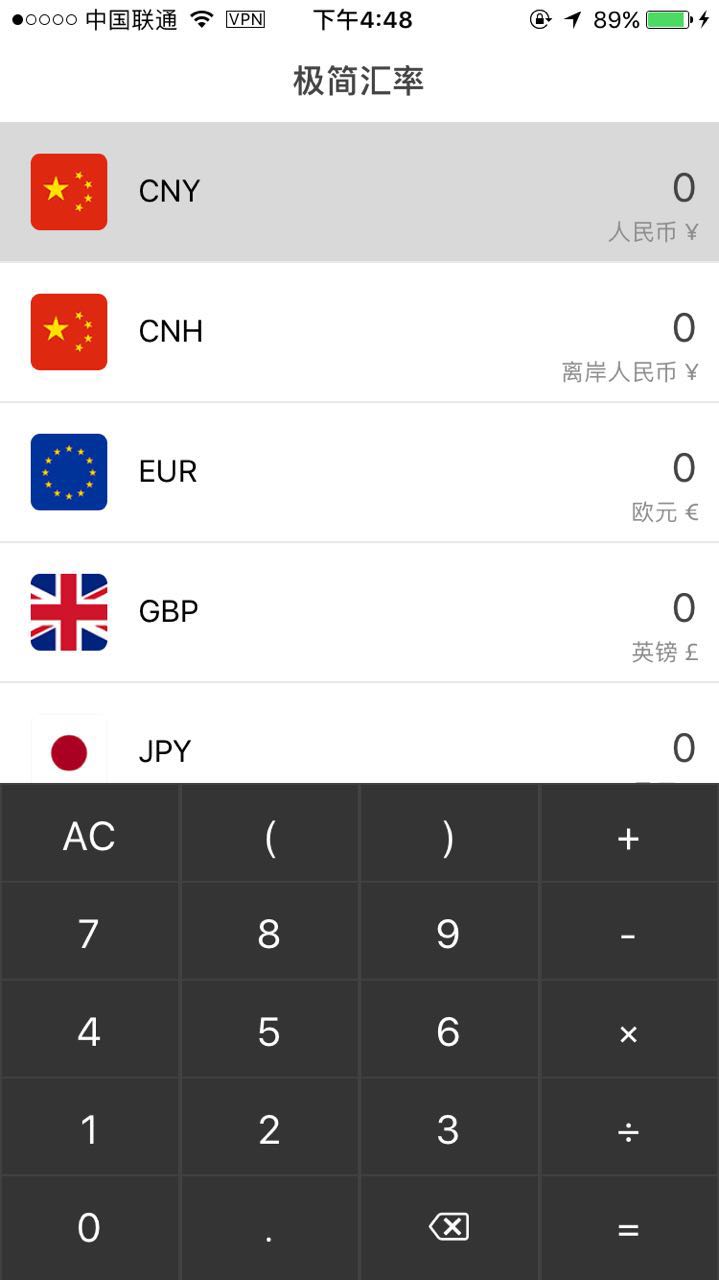 中国联通 VPN 下午4:48 89%
极简汇率
CNY 0
人民币 ¥
CNH 0
离岸人民币 ¥
EUR 0
欧元 €
GBP 0
英镑 £
JPY 0
AC ( ) +
7 8 9 -
4 5 6 ×
1 2 3 ÷
0 . =